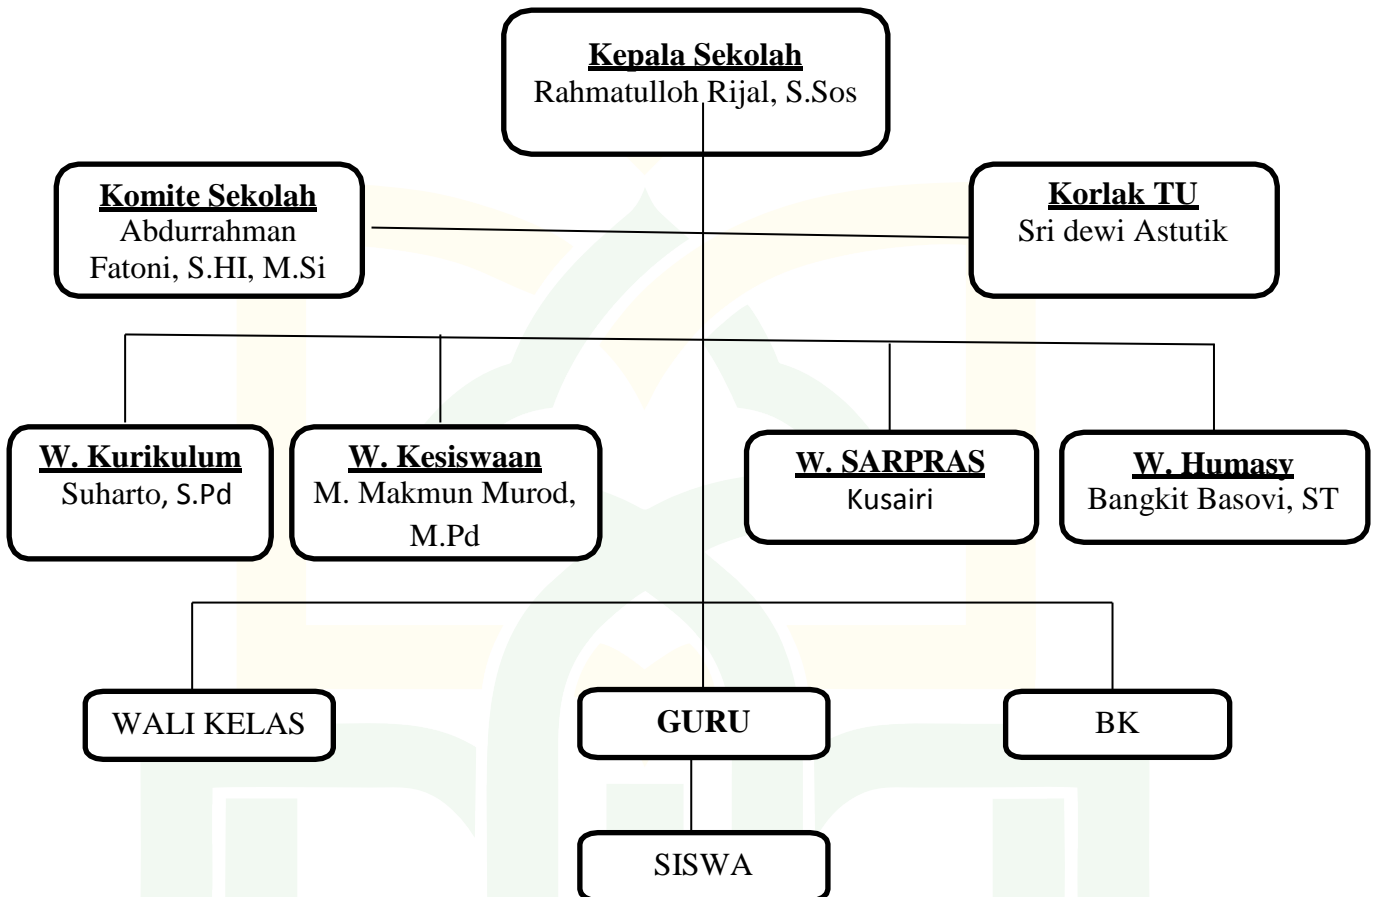 Kepala Sekolah
Rahmatulloh Rijal, S.Sos
Komite Sekolah
Abdurrahman
Fatoni, S.HI, M.Si
Korlak TU
Sri dewi Astutik
W. Kurikulum
Suharto, S.Pd
W. Kesiswaan
M. Makmun Murod,
M.Pd
W. SARPRAS
Kusairi
W. Humasy
Bangkit Basovi, ST
WALI KELAS
GURU
BK
SISWA